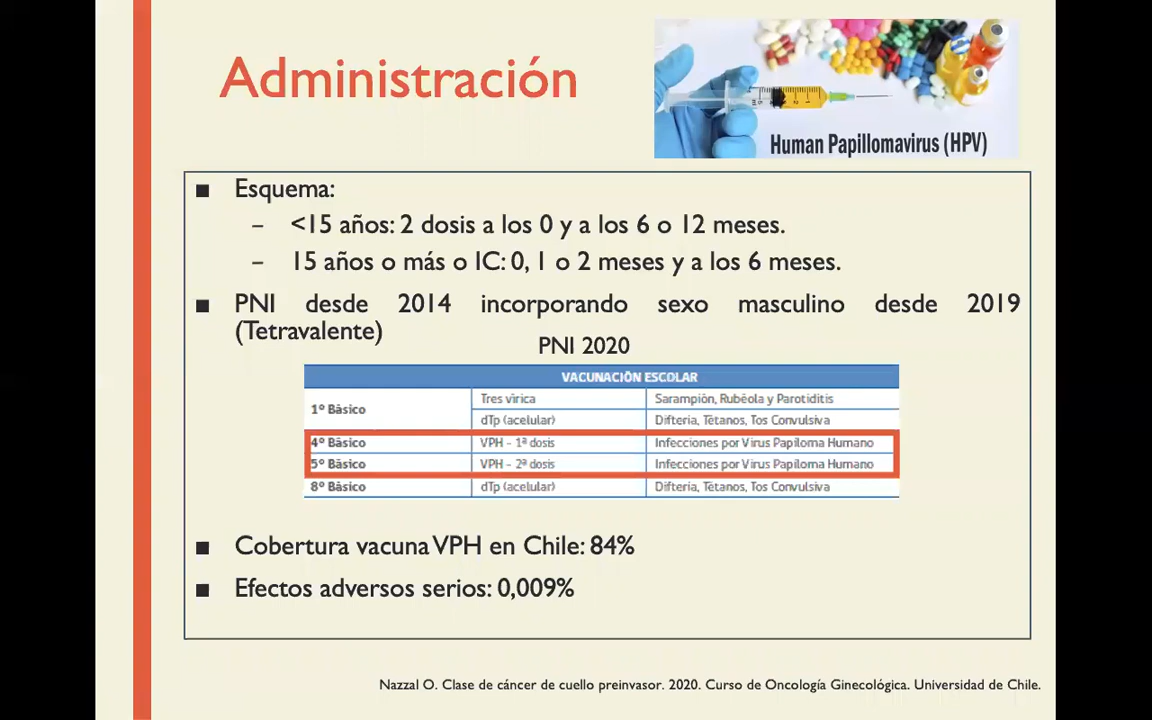 Administración
Human Papillomavirus (HPV)
■ Esquema:
– <15 años: 2 dosis a los 0 y a los 6 o 12 meses.
– 15 años o más o IC: 0, 1 o 2 meses y a los 6 meses.
■ PNI desde 2014 incorporando sexo masculino desde 2019
(Tetravalente)
PNI 2020
VACUNACIÓN ESCOLAR
1º Básico
Tres vírica Sarampión, Rubéola y Parotiditis
dTp (acelular) Difteria, Tétanos, Tos Convulsiva
4º Básico VPH - 1ª dosis Infecciones por Virus Papiloma Humano
5º Básico VPH - 2ª dosis Infecciones por Virus Papiloma Humano
8º Básico dTp (acelular) Difteria, Tétanos, Tos Convulsiva
■ Cobertura vacuna VPH en Chile: 84%
■ Efectos adversos serios: 0,009%
Nazzal O. Clase de cáncer de cuello preinvasor. 2020. Curso de Oncología Ginecológica. Universidad de Chile.